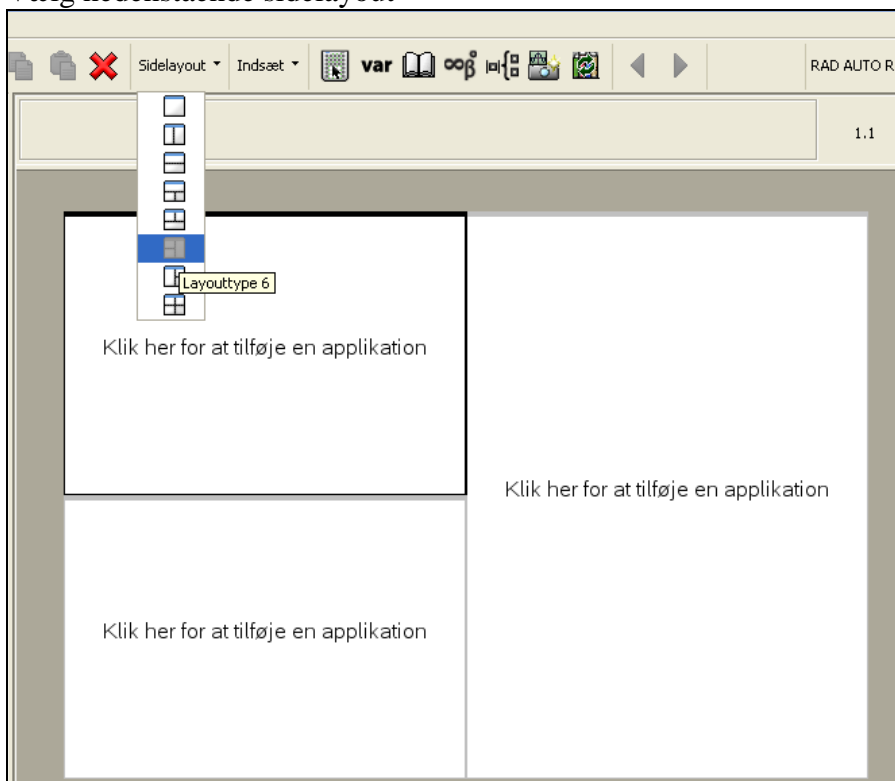 Vælg nedenstående sidelayout
Sidelayout Indsæt var ∞β RAD AUTO R
1.1
Layouttype 6
Klik her for at tilføje en applikation
Klik her for at tilføje en applikation
Klik her for at tilføje en applikation